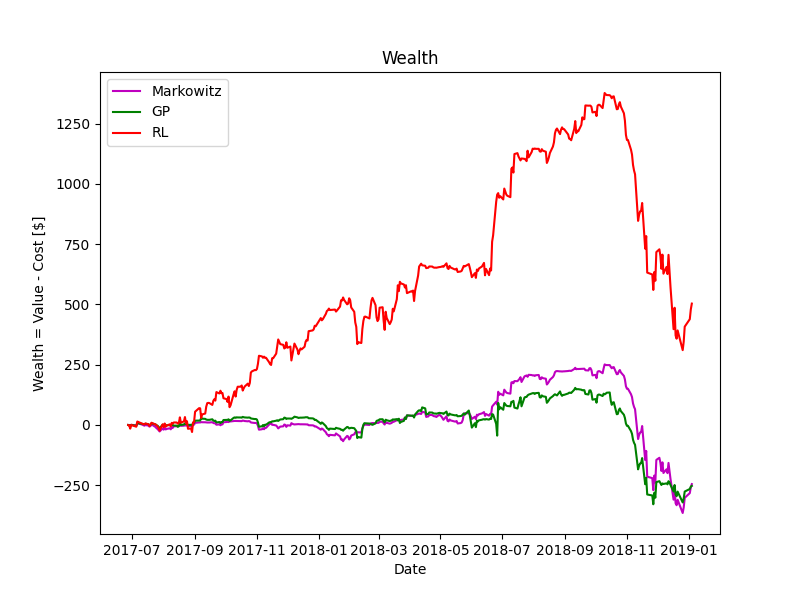 Wealth
Markowitz
GP
RL
Wealth = Value - Cost [$]
1250
1000
750
500
250
0
−250
2017-07 2017-09 2017-11 2018-01 2018-03 2018-05 2018-07 2018-09 2018-11 2019-01
Date